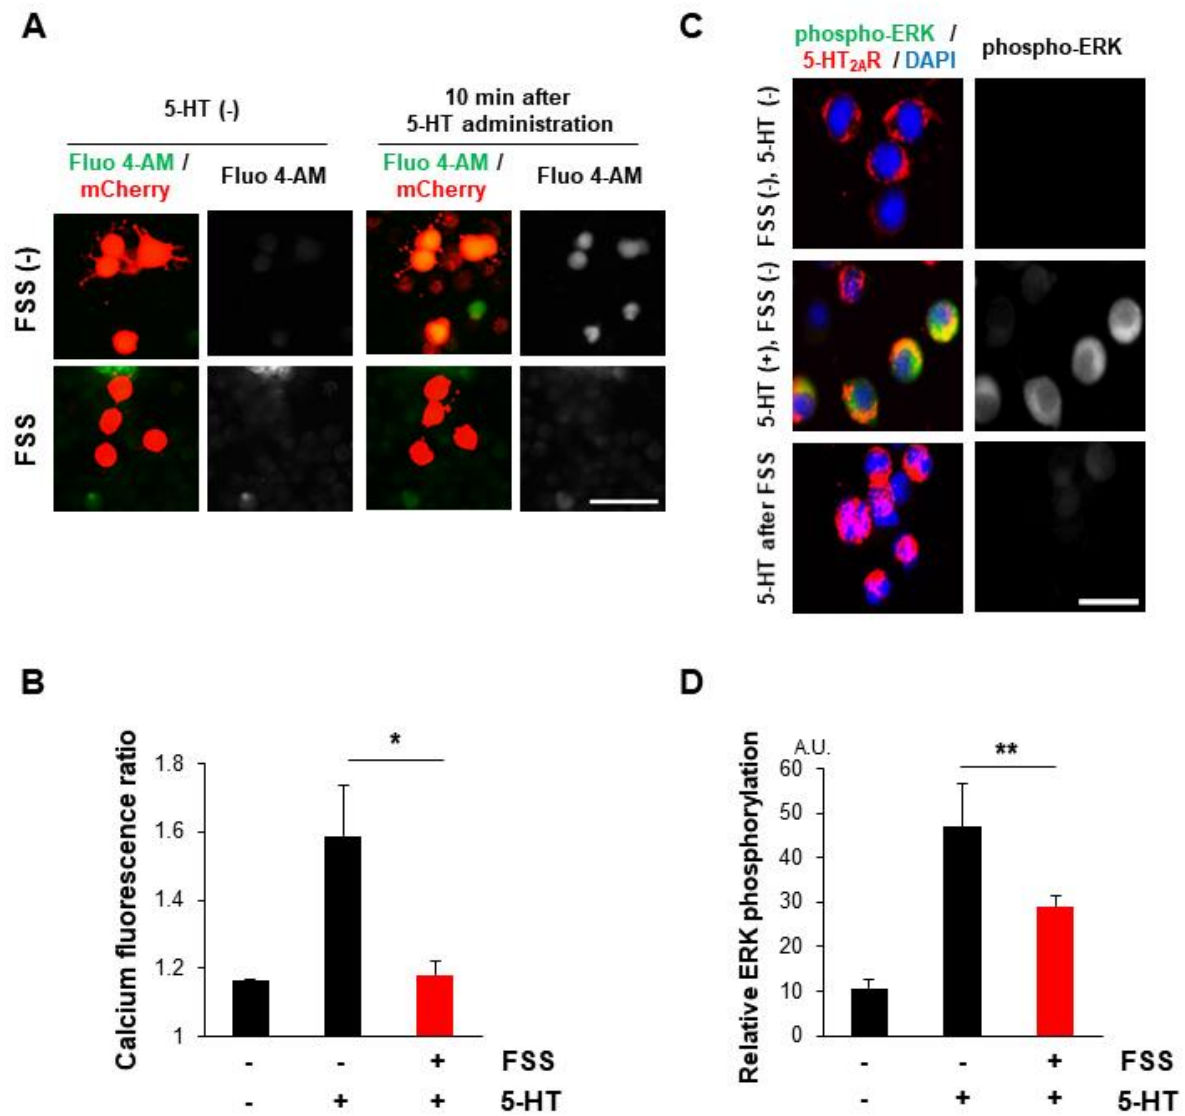 A
5-HT (-)
10 min after
5-HT administration
Fluo 4-AM /
mCherry
Fluo 4-AM
Fluo 4-AM /
mCherry
Fluo 4-AM
FSS (-)
FSS
C
phospho-ERK /
5-HT2AR / DAPI
phospho-ERK
FSS (-), 5-HT (-)
5-HT (+), FSS (-)
5-HT after FSS
B
Calcium fluorescence ratio
1.8
1.6
1.4
1.2
1
*
- - + FSS
- + + 5-HT
D
Relative ERK phosphorylation
A.U.
60
50
40
30
20
10
0
**
- - + FSS
- + + 5-HT